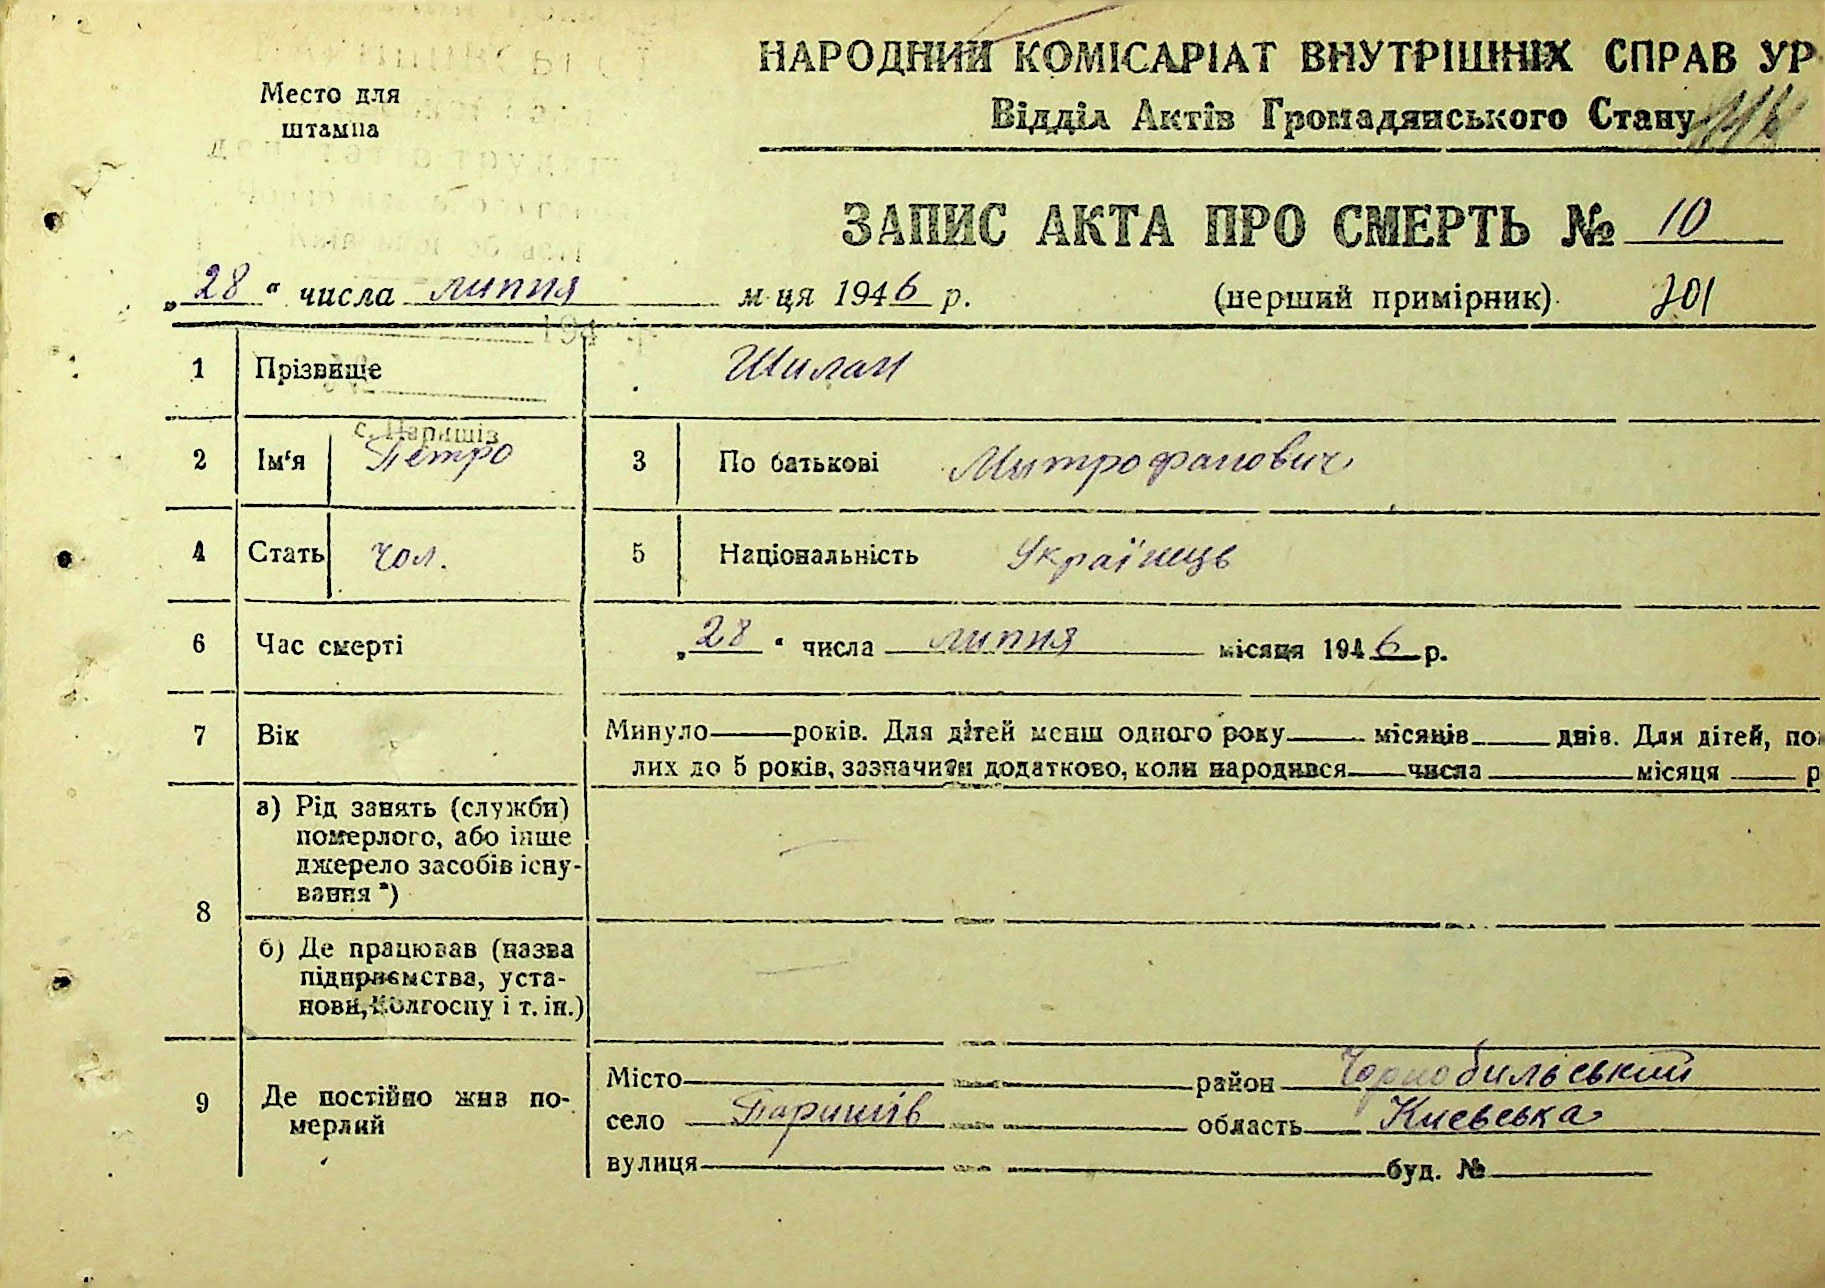 Место для
штампа
НАРОДНИЙ КОМІСАРІАТ ВНУТРІШНІХ СПРАВ УР
Відділ Актів Громадянського Стану
ЗАПИС АКТА ПРО СМЕРТЬ № 10
„28“ числа липня м-ця 1946 р. (перший примірник) 701
1 Прізвище Шилан
с. Паришів
2 Ім‘я Петро 3 По батькові Митрофанович
4 Стать Чол. 5 Національність Українець
6 Час смерті „28“ числа липня місяця 1946 р.
7 Вік Минуло років. Для дітей менш одного року місяців днів. Для дітей,
лих до 5 років, зазначити додатково, коли народився числа місяця р
8 а) Рід занять (служби)
померлого, або інше
джерело засобів існу-
вання *)
б) Де працював (назва
підприємства, уста-
нови, колгоспу і т. ін.)
9 Де постійно жив по-
мерлий
Місто район Чорнобильський
село Паришів область Києвська
вулиця буд. №